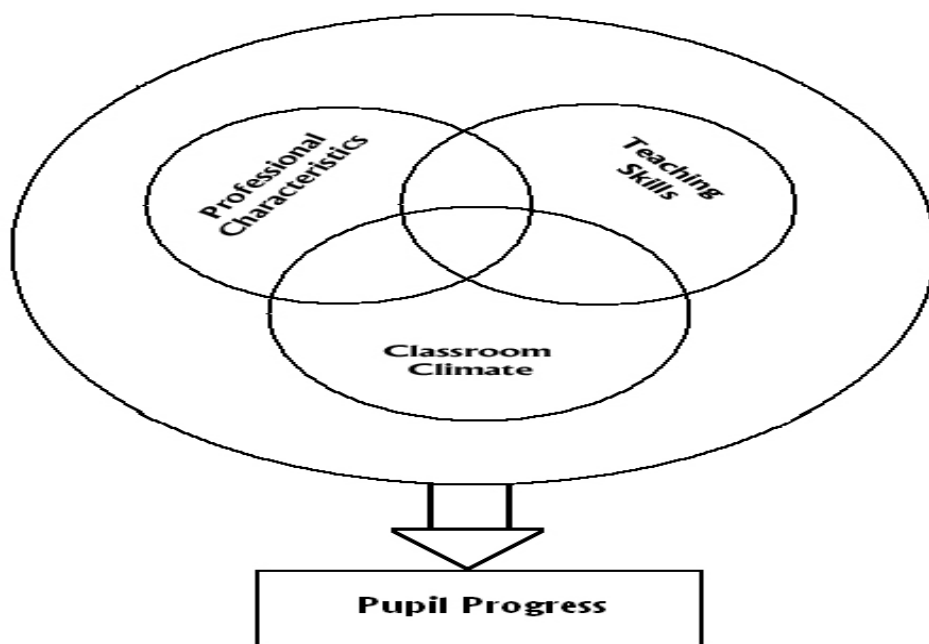 Professional
Characteristics
Teaching
Skills
Classroom
Climate
Pupil Progress